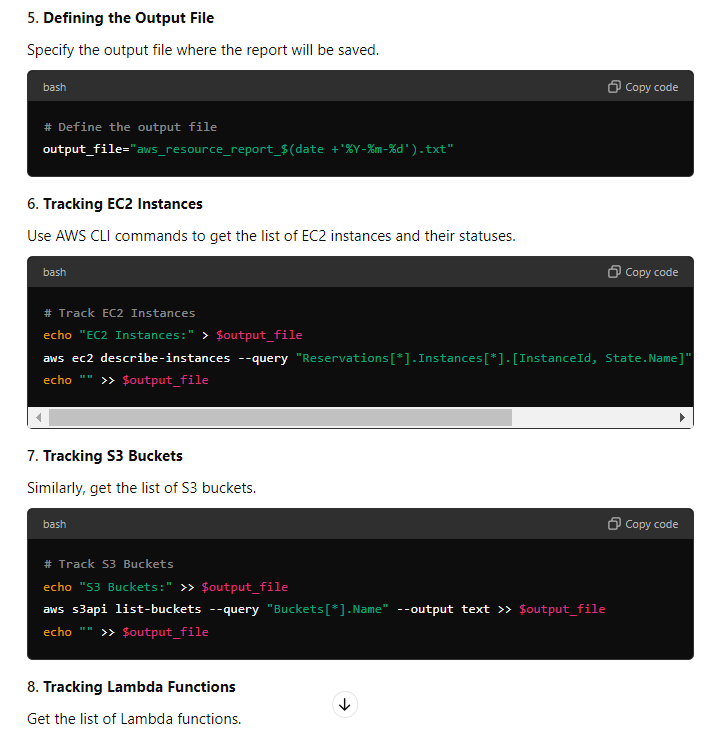 5. Defining the Output File
Specify the output file where the report will be saved.
bash
Copy code
# Define the output file
output_file="aws_resource_report_$(date +'%Y-%m-%d').txt"
6. Tracking EC2 Instances
Use AWS CLI commands to get the list of EC2 instances and their statuses.
bash
Copy code
# Track EC2 Instances
echo "EC2 Instances:" > $output_file
aws ec2 describe-instances --query "Reservations[*].Instances[*].[InstanceId, State.Name]"
echo "" >> $output_file
7. Tracking S3 Buckets
Similarly, get the list of S3 buckets.
bash
Copy code
# Track S3 Buckets
echo "S3 Buckets:" >> $output_file
aws s3api list-buckets --query "Buckets[*].Name" --output text >> $output_file
echo "" >> $output_file
8. Tracking Lambda Functions
Get the list of Lambda functions.